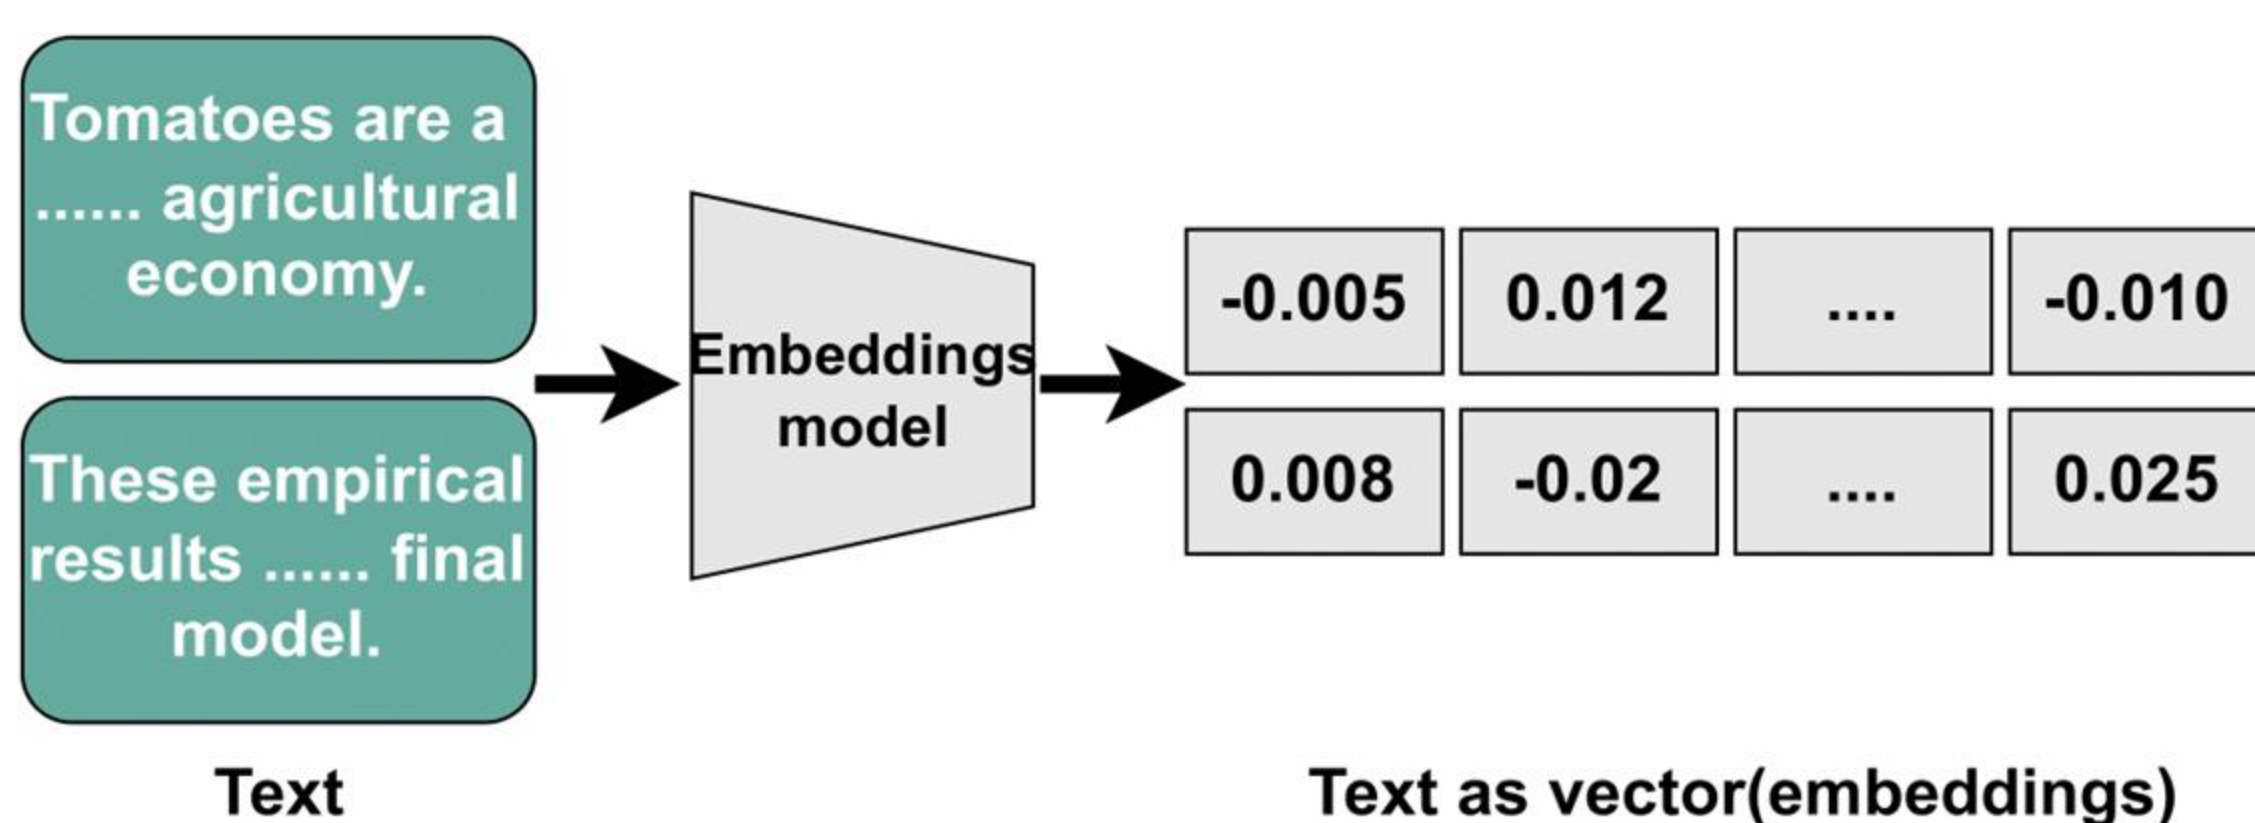 Tomatoes are a
...... agricultural
economy.
These empirical
results ...... final
model.
Text
Embeddings
model
-0.005 0.012 .... -0.010
0.008 -0.02 .... 0.025
Text as vector(embeddings)